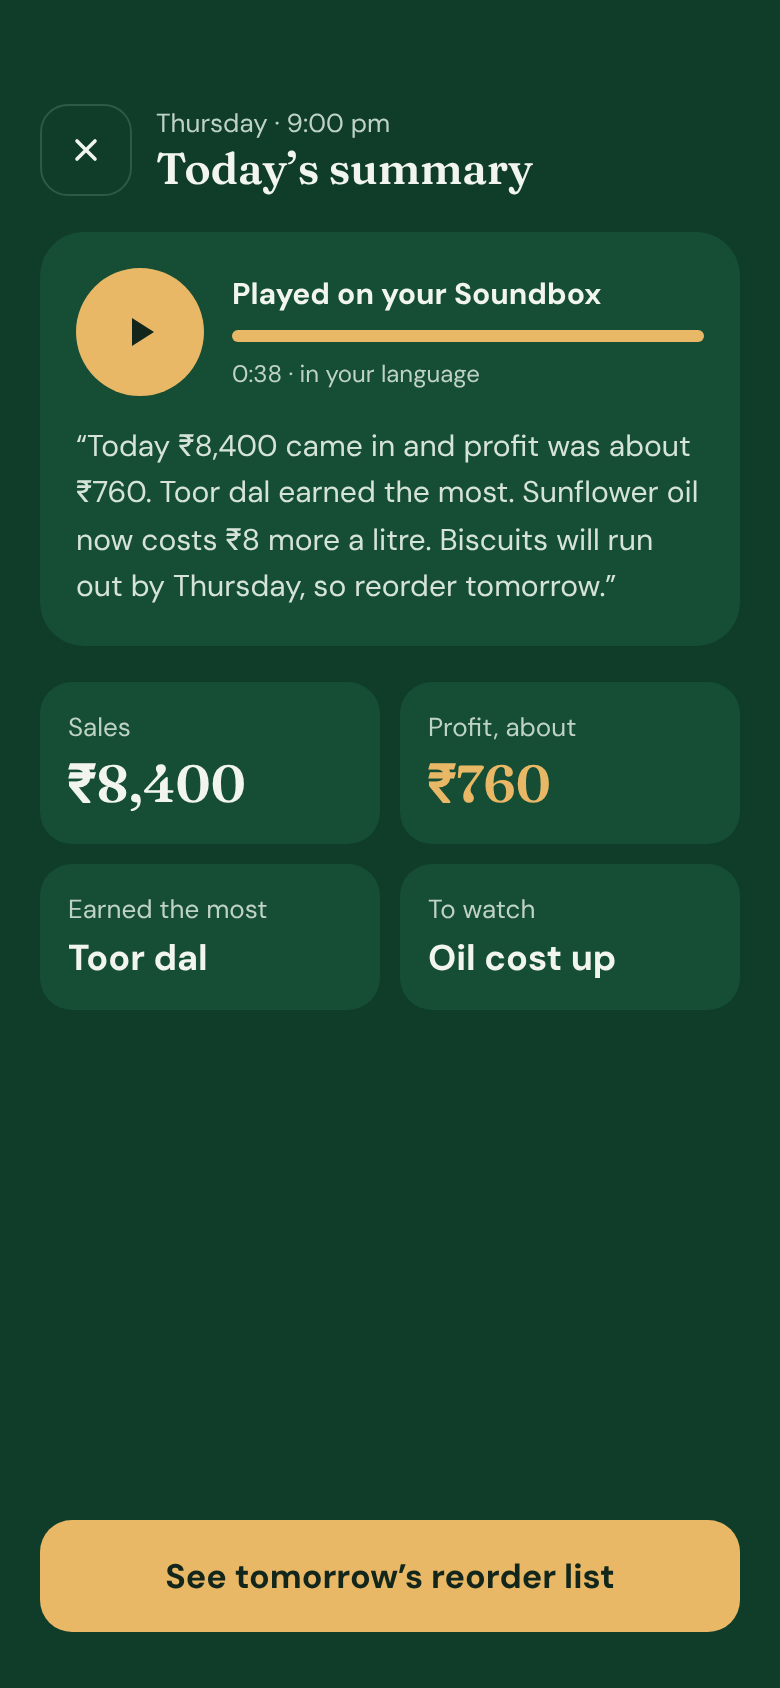 Thursday · 9:00 pm
Today’s summary
Played on your Soundbox
0:38 · in your language
“Today ₹8,400 came in and profit was about
₹760. Toor dal earned the most. Sunflower oil
now costs ₹8 more a litre. Biscuits will run
out by Thursday, so reorder tomorrow.”
Sales
₹8,400
Profit, about
₹760
Earned the most
Toor dal
To watch
Oil cost up
See tomorrow’s reorder list